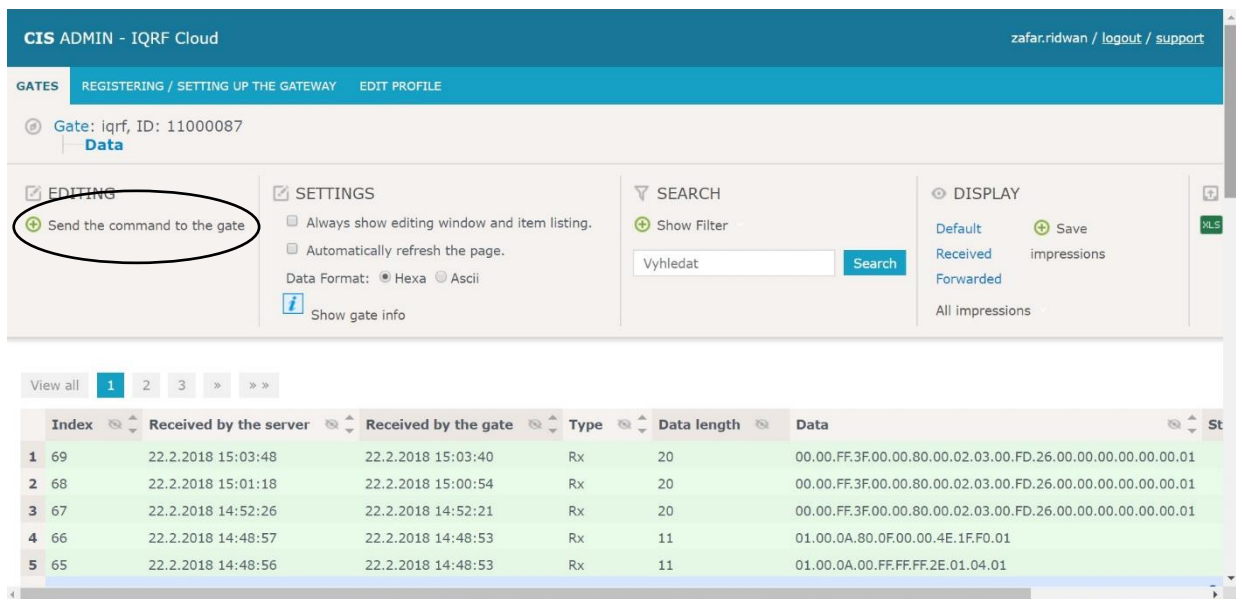 CIS ADMIN - IQRF Cloud
zafar.ridwan / logout / support
GATES REGISTERING / SETTING UP THE GATEWAY EDIT PROFILE
Gate: iqrf, ID: 11000087
Data
EDITING
Send the command to the gate
SETTINGS
Always show editing window and item listing.
Automatically refresh the page.
Data Format: Hexa Ascii
i Show gate info
SEARCH
Show Filter
Vyhledat Search
DISPLAY
Default
Received
Forwarded
Save
impressions
All impressions
XLS
View all 1 2 3 » » »
Index Received by the server Received by the gate Type Data length Data St
1 69 22.2.2018 15:03:48 22.2.2018 15:03:40 Rx 20 00.00.FF.3F.00.00.80.00.02.03.00.FD.26.00.00.00.00.00.00.01
2 68 22.2.2018 15:01:18 22.2.2018 15:00:54 Rx 20 00.00.FF.3F.00.00.80.00.02.03.00.FD.26.00.00.00.00.00.00.01
3 67 22.2.2018 14:52:26 22.2.2018 14:52:21 Rx 20 00.00.FF.3F.00.00.80.00.02.03.00.FD.26.00.00.00.00.00.00.01
4 66 22.2.2018 14:48:57 22.2.2018 14:48:53 Rx 11 01.00.0A.80.0F.00.00.4E.1F.F0.01
5 65 22.2.2018 14:48:56 22.2.2018 14:48:53 Rx 11 01.00.0A.00.FF.FF.FF.2E.01.04.01